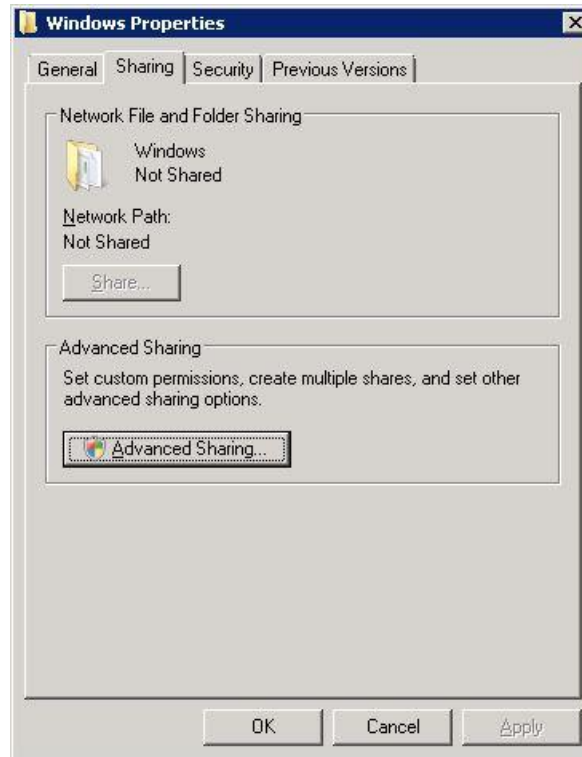 Windows Properties
General Sharing Security Previous Versions
Network File and Folder Sharing
Windows
Not Shared
Network Path:
Not Shared
Share...
Advanced Sharing
Set custom permissions, create multiple shares, and set other
advanced sharing options.
Advanced Sharing...
OK Cancel Apply